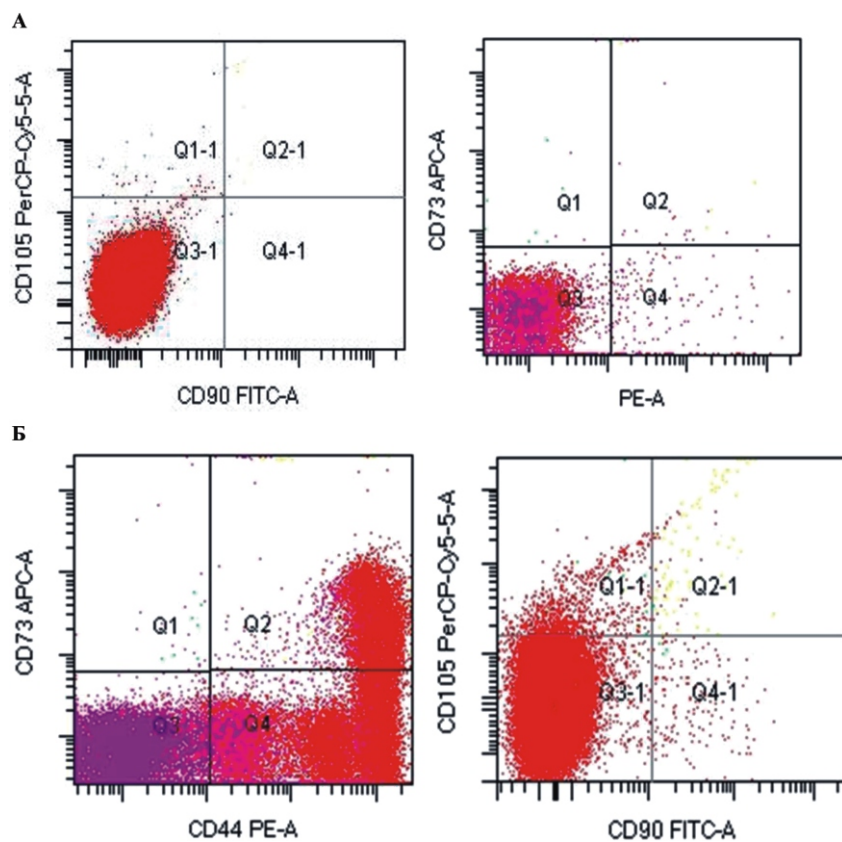 А
CD105 PerCP-Cy5-5-A
Q1-1
Q2-1
Q3-1
Q4-1
CD90 FITC-A
CD73 APC-A
Q1
Q2
Q3
Q4
PE-A
Б
CD73 APC-A
Q1
Q2
Q3
Q4
CD44 PE-A
CD105 PerCP-Cy5-5-A
Q1-1
Q2-1
Q3-1
Q4-1
CD90 FITC-A